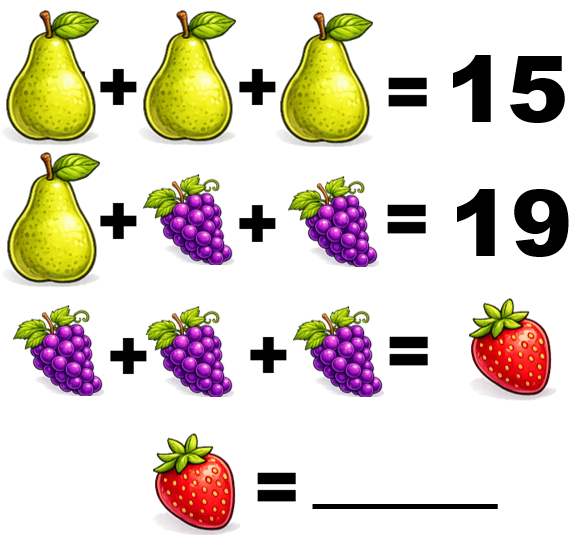 + + = 15
+ + = 19
+ + =
= ______